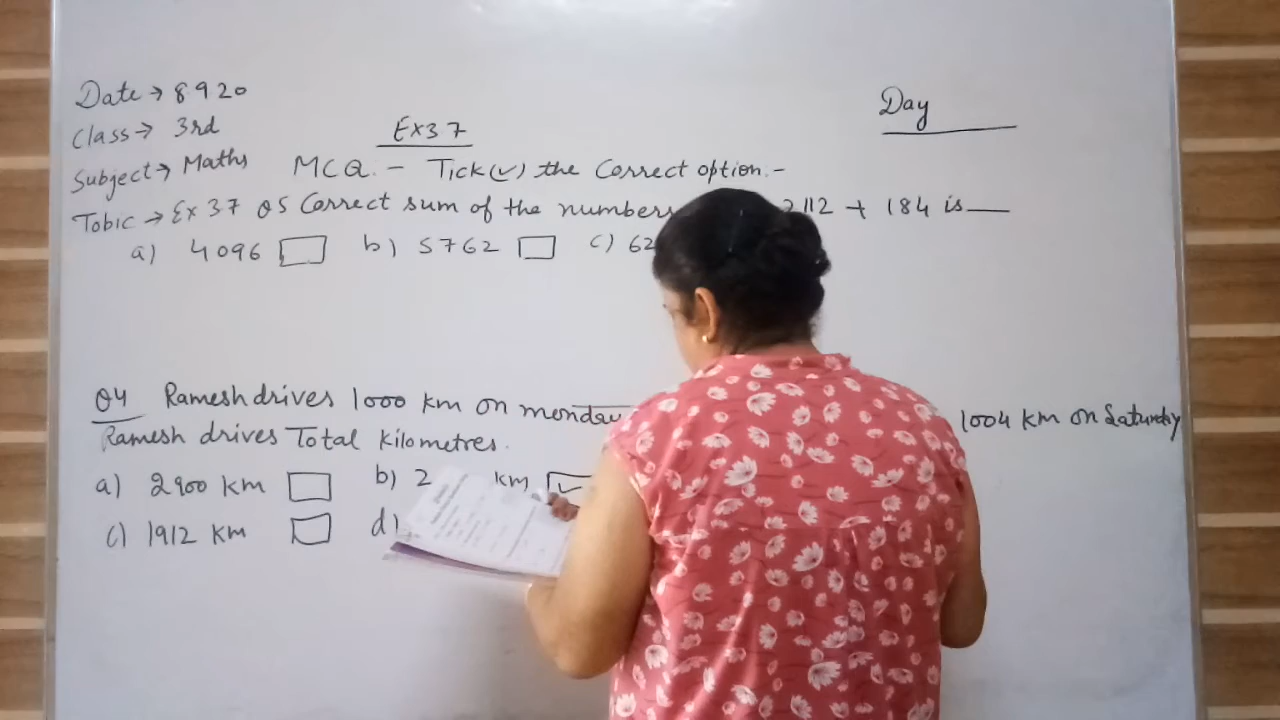 Date → 8 9 20
Day
Class → 3rd
Ex 37
Subject → Maths
MCQ :- Tick (✓) the Correct option :-
Tobic → Ex 37 Q5 Correct sum of the numbers 2112 + 184 is
a) 4096 b) 5762 c) 62
Q4 Ramesh drives 1000 km on monday 1004 km on Saturday
Ramesh drives Total kilometres.
a) 2900 km b) 2 km ✓
c) 1912 km d)